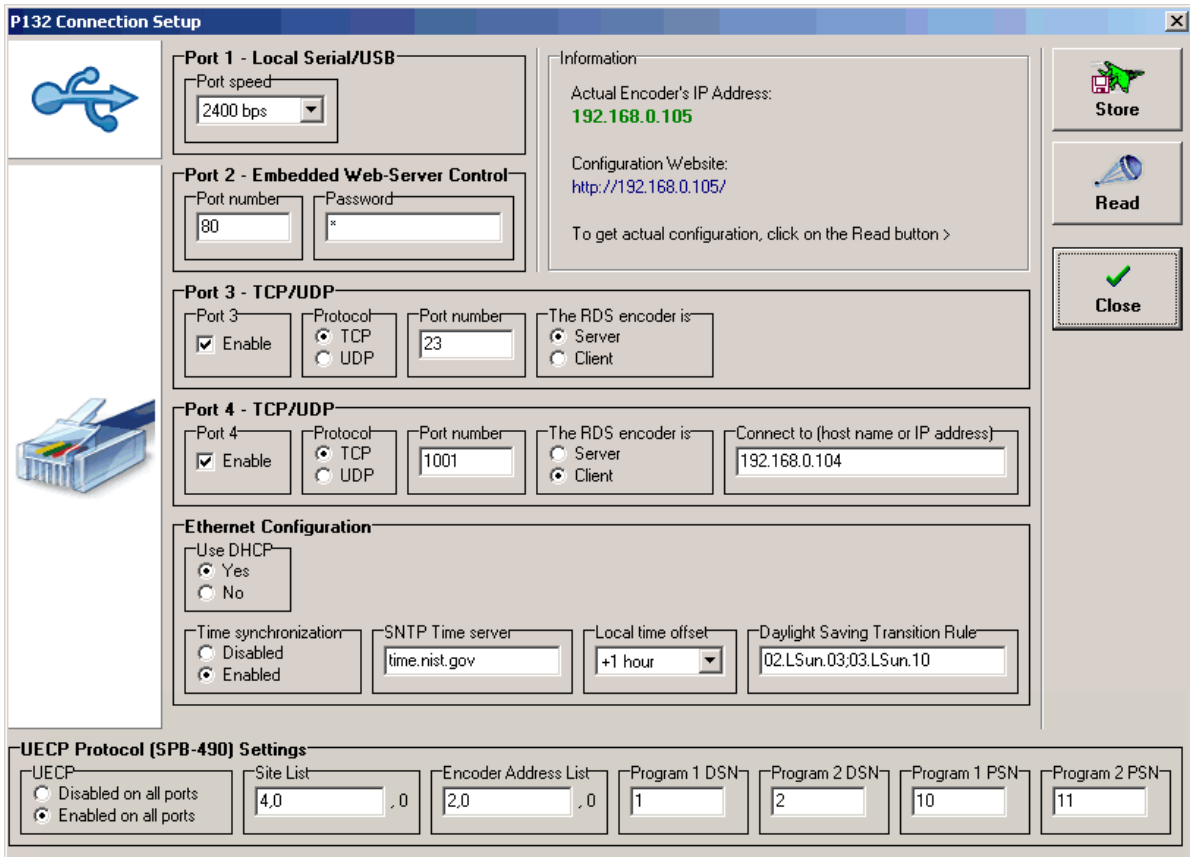 P132 Connection Setup
Port 1 - Local Serial/USB
Port speed
2400 bps
Port 2 - Embedded Web-Server Control
Port number
Password
80
*
Information
Actual Encoder's IP Address:
192.168.0.105
Configuration Website:
http://192.168.0.105/
To get actual configuration, click on the Read button >
Store
Read
Close
Port 3 - TCP/UDP
Port 3
Protocol
Port number
The RDS encoder is
Enable
TCP
UDP
23
Server
Client
Port 4 - TCP/UDP
Port 4
Protocol
Port number
The RDS encoder is
Connect to (host name or IP address)
Enable
TCP
UDP
1001
Server
Client
192.168.0.104
Ethernet Configuration
Use DHCP
Yes
No
Time synchronization
SNTP Time server
Local time offset
Daylight Saving Transition Rule
Disabled
Enabled
time.nist.gov
+1 hour
02.LSun.03;03.LSun.10
UECP Protocol (SPB-490) Settings
UECP
Site List
Encoder Address List
Program 1 DSN
Program 2 DSN
Program 1 PSN
Program 2 PSN
Disabled on all ports
Enabled on all ports
4,0 , 0
2,0 , 0
1
2
10
11